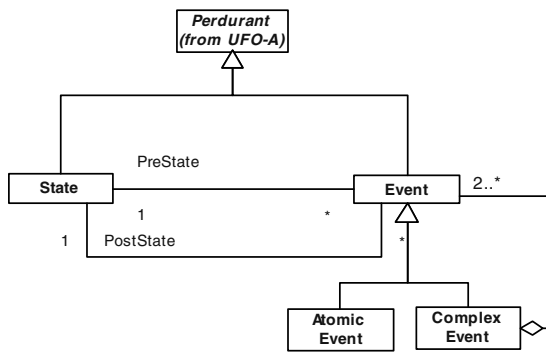 Perdurant
(from UFO-A)
PreState
State
Event
2..*
1
*
1
PostState
*
Atomic
Event
Complex
Event